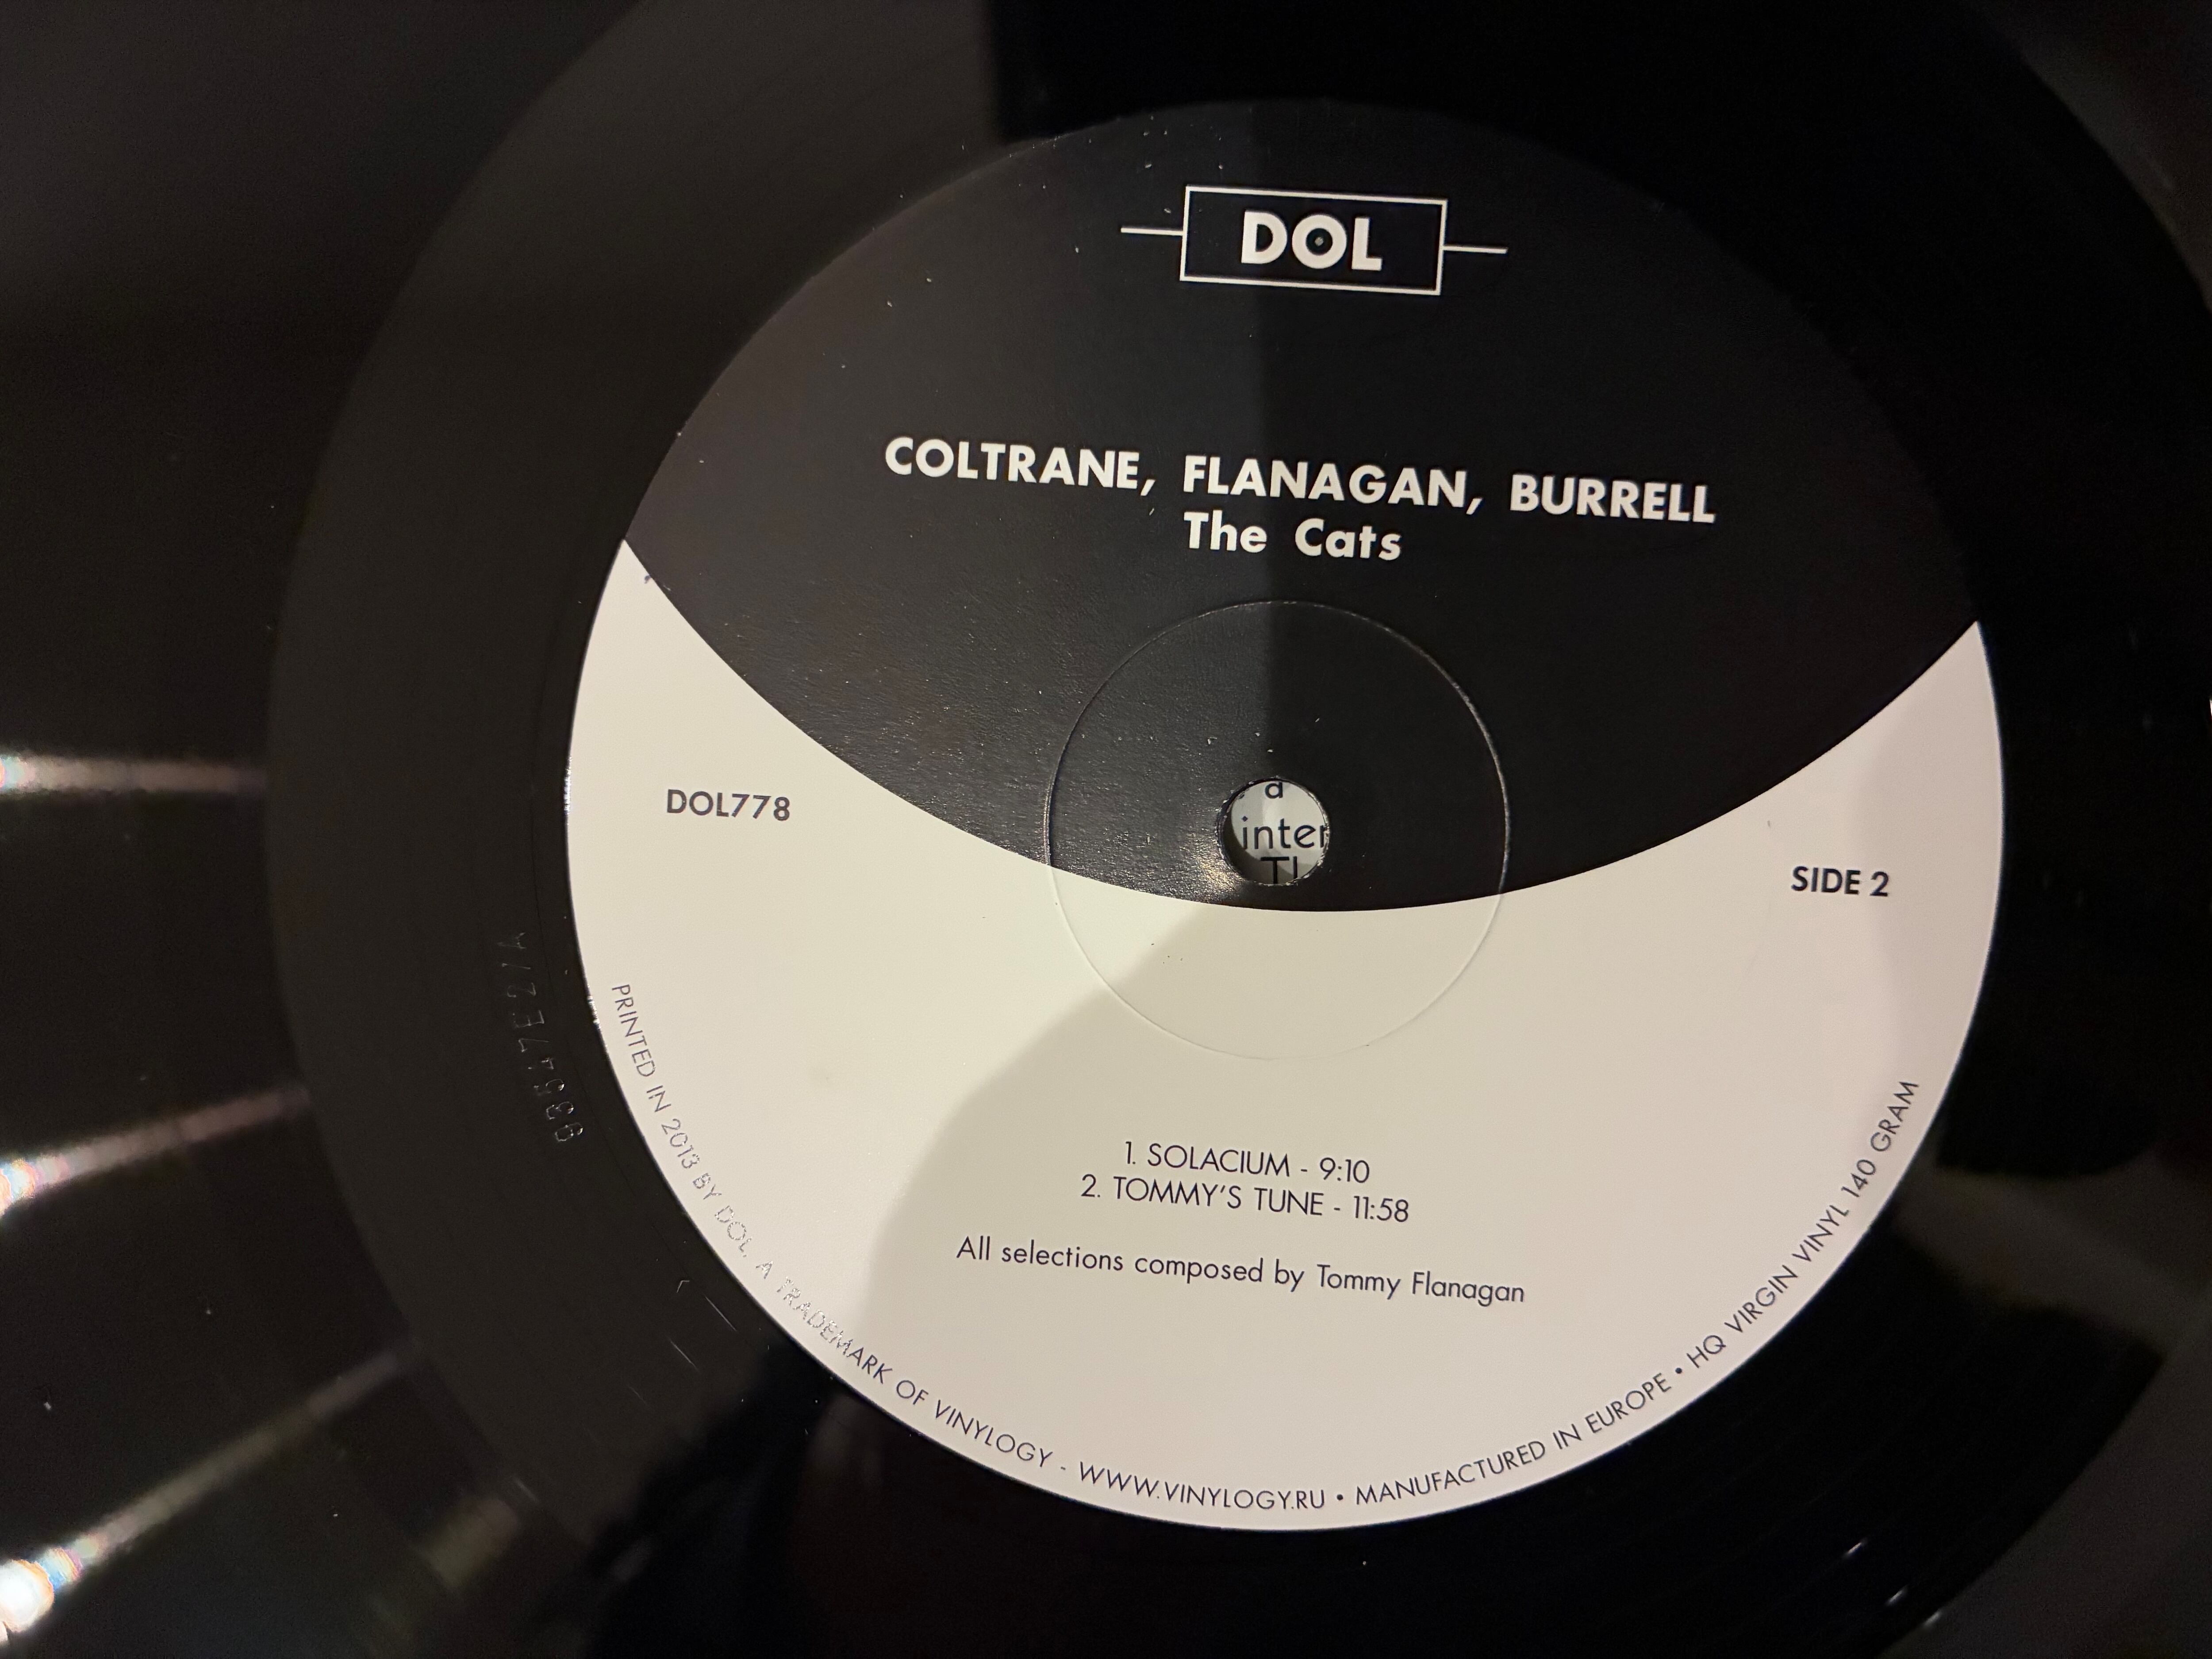 DOL
COLTRANE, FLANAGAN, BURRELL
The Cats
d
inter
DOL778
SIDE 2
1. SOLACIUM - 9:10
2. TOMMY'S TUNE - 11:58
All selections composed by Tommy Flanagan
PRINTED IN 2013 BY DOL, A TRADEMARK OF VINYLOGY - WWW.VINYLOGY.RU • MANUFACTURED IN EUROPE • HQ VIRGIN VINYL 140 GRAM